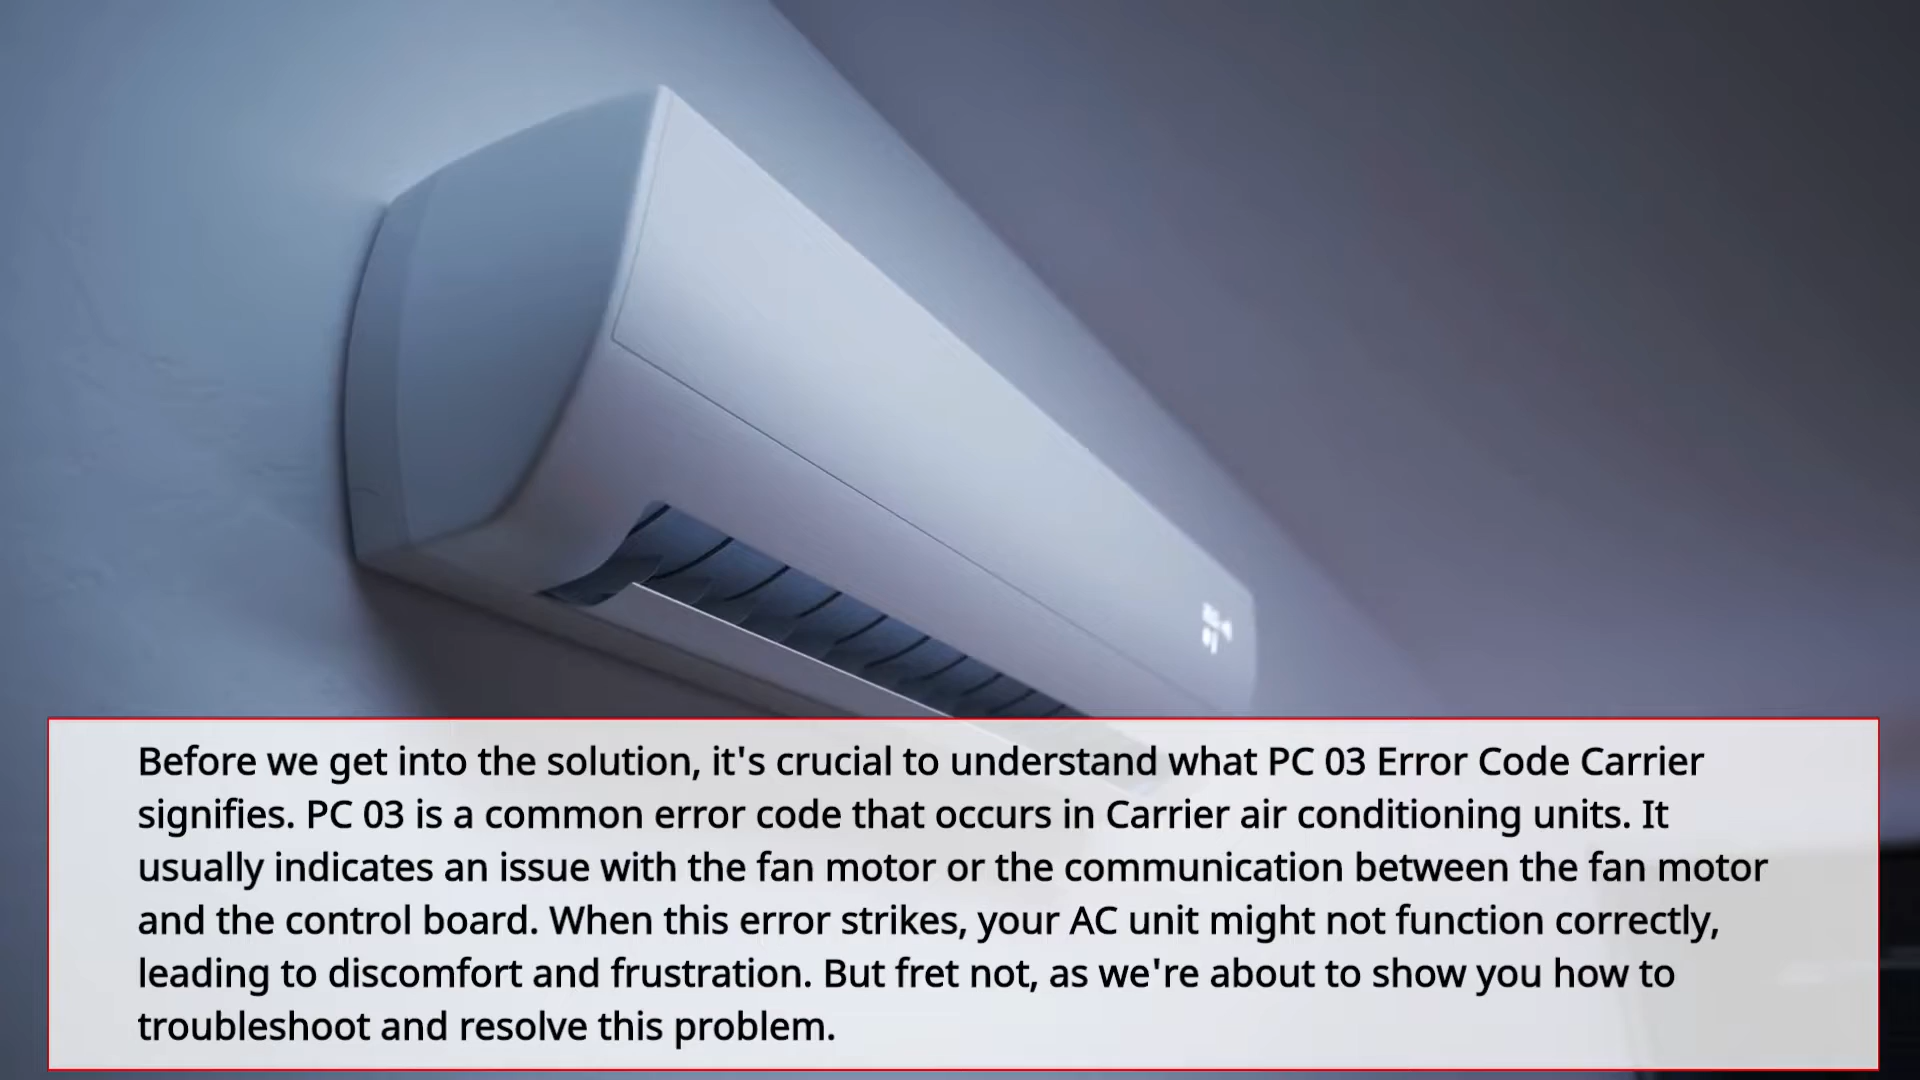 Before we get into the solution, it's crucial to understand what PC 03 Error Code Carrier
signifies. PC 03 is a common error code that occurs in Carrier air conditioning units. It
usually indicates an issue with the fan motor or the communication between the fan motor
and the control board. When this error strikes, your AC unit might not function correctly,
leading to discomfort and frustration. But fret not, as we're about to show you how to
troubleshoot and resolve this problem.